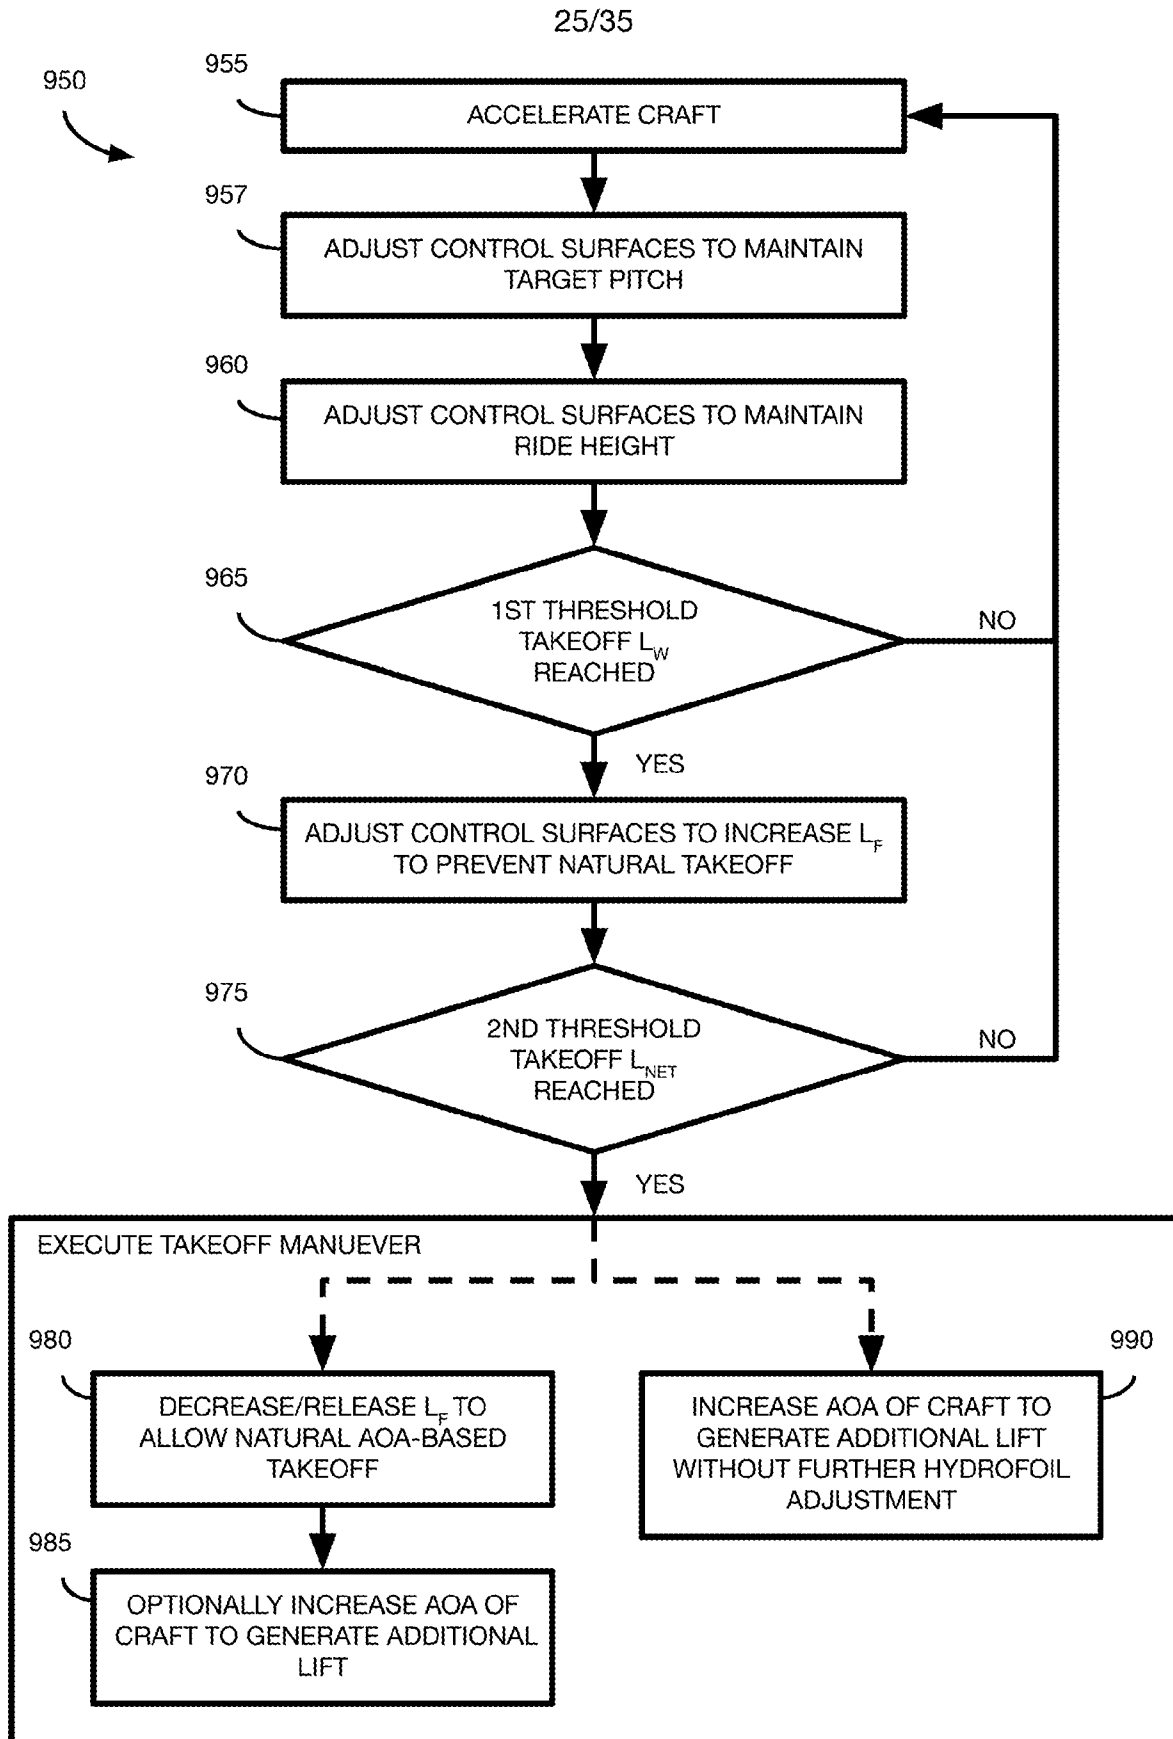 25/35
950
955
ACCELERATE CRAFT
957
ADJUST CONTROL SURFACES TO MAINTAIN
TARGET PITCH
960
ADJUST CONTROL SURFACES TO MAINTAIN
RIDE HEIGHT
965
1ST THRESHOLD
TAKEOFF L_W
REACHED
NO
YES
970
ADJUST CONTROL SURFACES TO INCREASE L_F
TO PREVENT NATURAL TAKEOFF
975
2ND THRESHOLD
TAKEOFF L_NET
REACHED
NO
YES
EXECUTE TAKEOFF MANUEVER
980
DECREASE/RELEASE L_F TO
ALLOW NATURAL AOA-BASED
TAKEOFF
985
OPTIONALLY INCREASE AOA OF
CRAFT TO GENERATE ADDITIONAL
LIFT
990
INCREASE AOA OF CRAFT TO
GENERATE ADDITIONAL LIFT
WITHOUT FURTHER HYDROFOIL
ADJUSTMENT